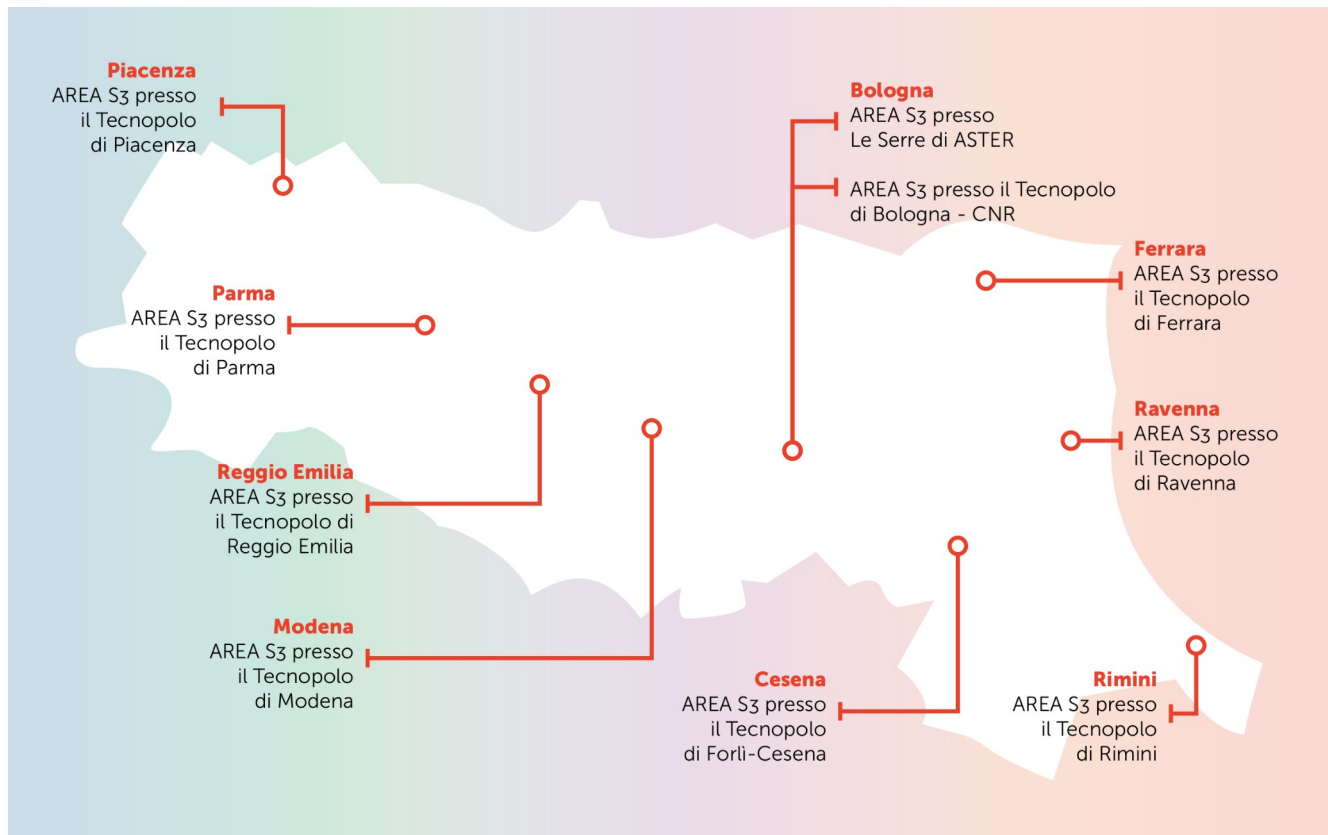 Piacenza
AREA S3 presso
il Tecnopolo
di Piacenza
Bologna
AREA S3 presso
Le Serre di ASTER
AREA S3 presso il Tecnopolo
di Bologna - CNR
Ferrara
AREA S3 presso
il Tecnopolo
di Ferrara
Parma
AREA S3 presso
il Tecnopolo
di Parma
Ravenna
AREA S3 presso
il Tecnopolo
di Ravenna
Reggio Emilia
AREA S3 presso
il Tecnopolo di
Reggio Emilia
Modena
AREA S3 presso
il Tecnopolo
di Modena
Cesena
AREA S3 presso
il Tecnopolo
di Forlì-Cesena
Rimini
AREA S3 presso
il Tecnopolo
di Rimini